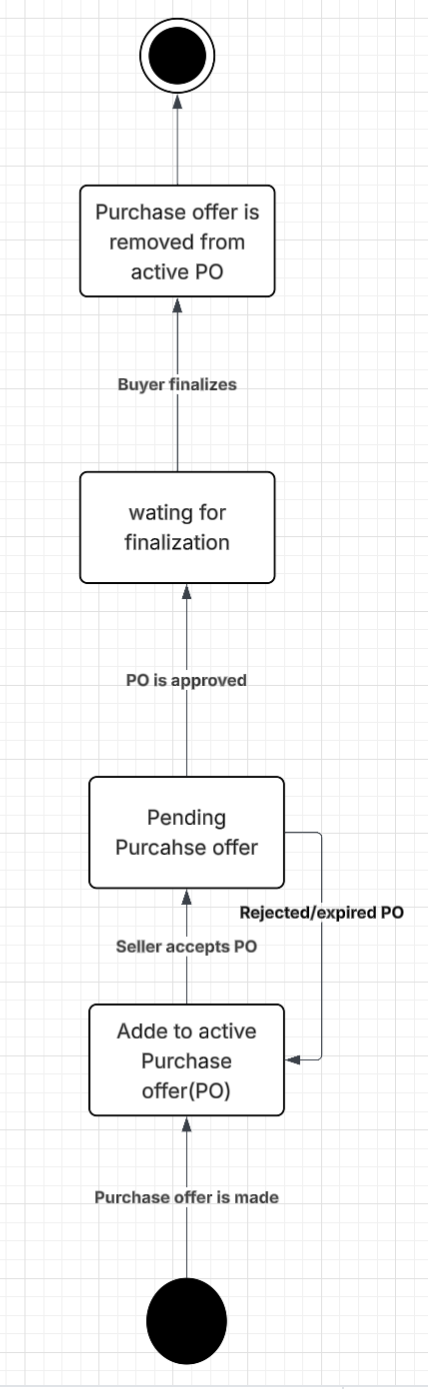 Purchase offer is
removed from
active PO
Buyer finalizes
wating for
finalization
PO is approved
Pending
Purcahse offer
Rejected/expired PO
Seller accepts PO
Adde to active
Purchase
offer(PO)
Purchase offer is made